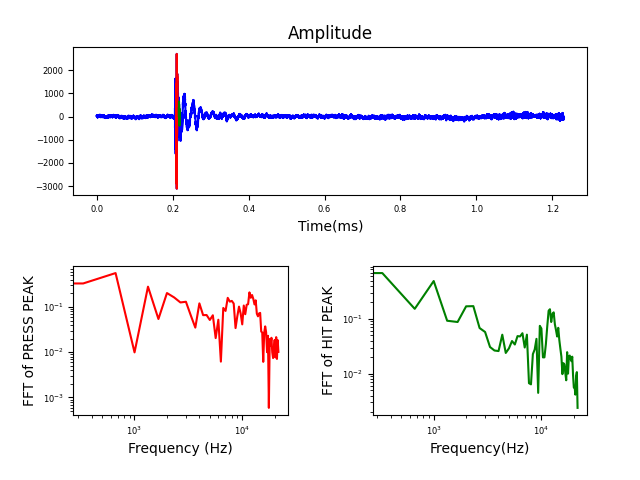 Amplitude
2000
1000
0
−1000
−2000
−3000
0.0 0.2 0.4 0.6 0.8 1.0 1.2
Time(ms)
FFT of PRESS PEAK
10⁻¹
10⁻²
10⁻³
10³ 10⁴
Frequency (Hz)
FFT of HIT PEAK
10⁻¹
10⁻²
10³ 10⁴
Frequency(Hz)